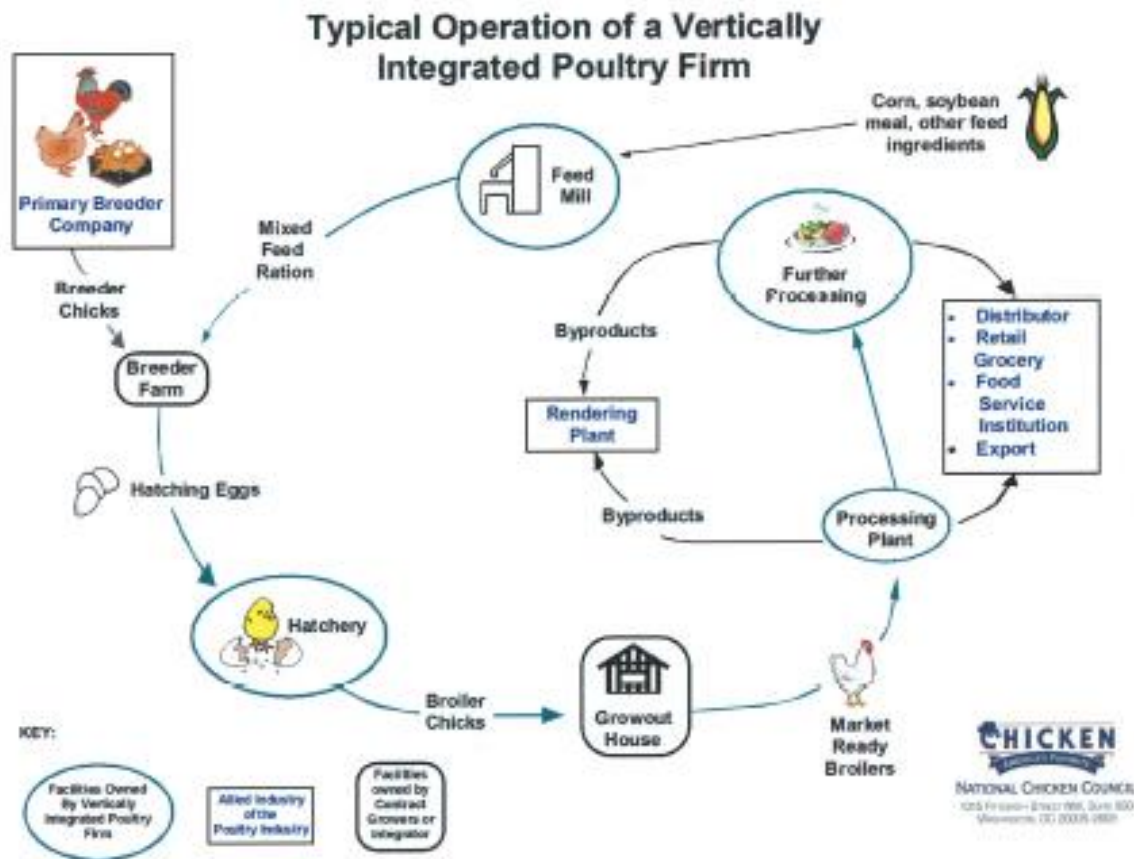 Typical Operation of a Vertically
Integrated Poultry Firm
Corn, soybean
meal, other feed
ingredients
Feed
Mill
Primary Breeder
Company
Mixed
Feed
Ration
Breeder
Chicks
Further
Processing
Byproducts
• Distributor
• Retail
Grocery
• Food
Service
Institution
• Export
Breeder
Farm
Rendering
Plant
Hatching Eggs
Byproducts
Processing
Plant
Hatchery
Broiler
Chicks
Growout
House
Market
Ready
Broilers
KEY:
Facilities Owned
By Vertically
Integrated Poultry
Firm
Allied Industry
of the
Poultry Industry
Facilities
owned by
Contract
Growers or
Integrator
CHICKEN
NATIONAL CHICKEN COUNCIL